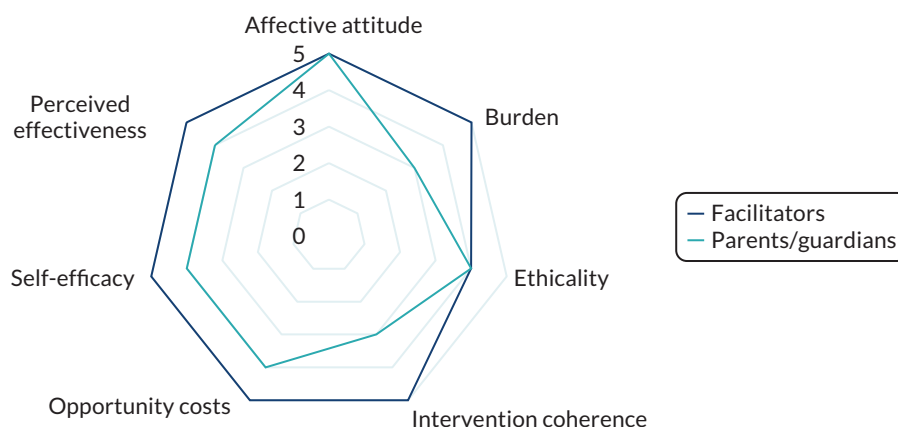 Affective attitude
5
4
3
2
1
0
Perceived
effectiveness
Burden
Self-efficacy
Ethicality
Opportunity costs
Intervention coherence
Facilitators
Parents/guardians